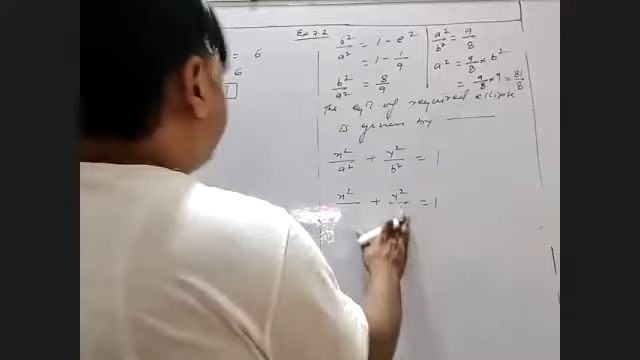 Ex 7.2
= 6
6
b²/a² = 1 - e²
= 1 - 1/9
b²/a² = 8/9
a²/b² = 9/8
a² = 9/8 × b²
= 9/8 × 9 = 81/8
The eqn of required ellipse
is given by
x²/a² + y²/b² = 1
x²/ + y²/ = 1